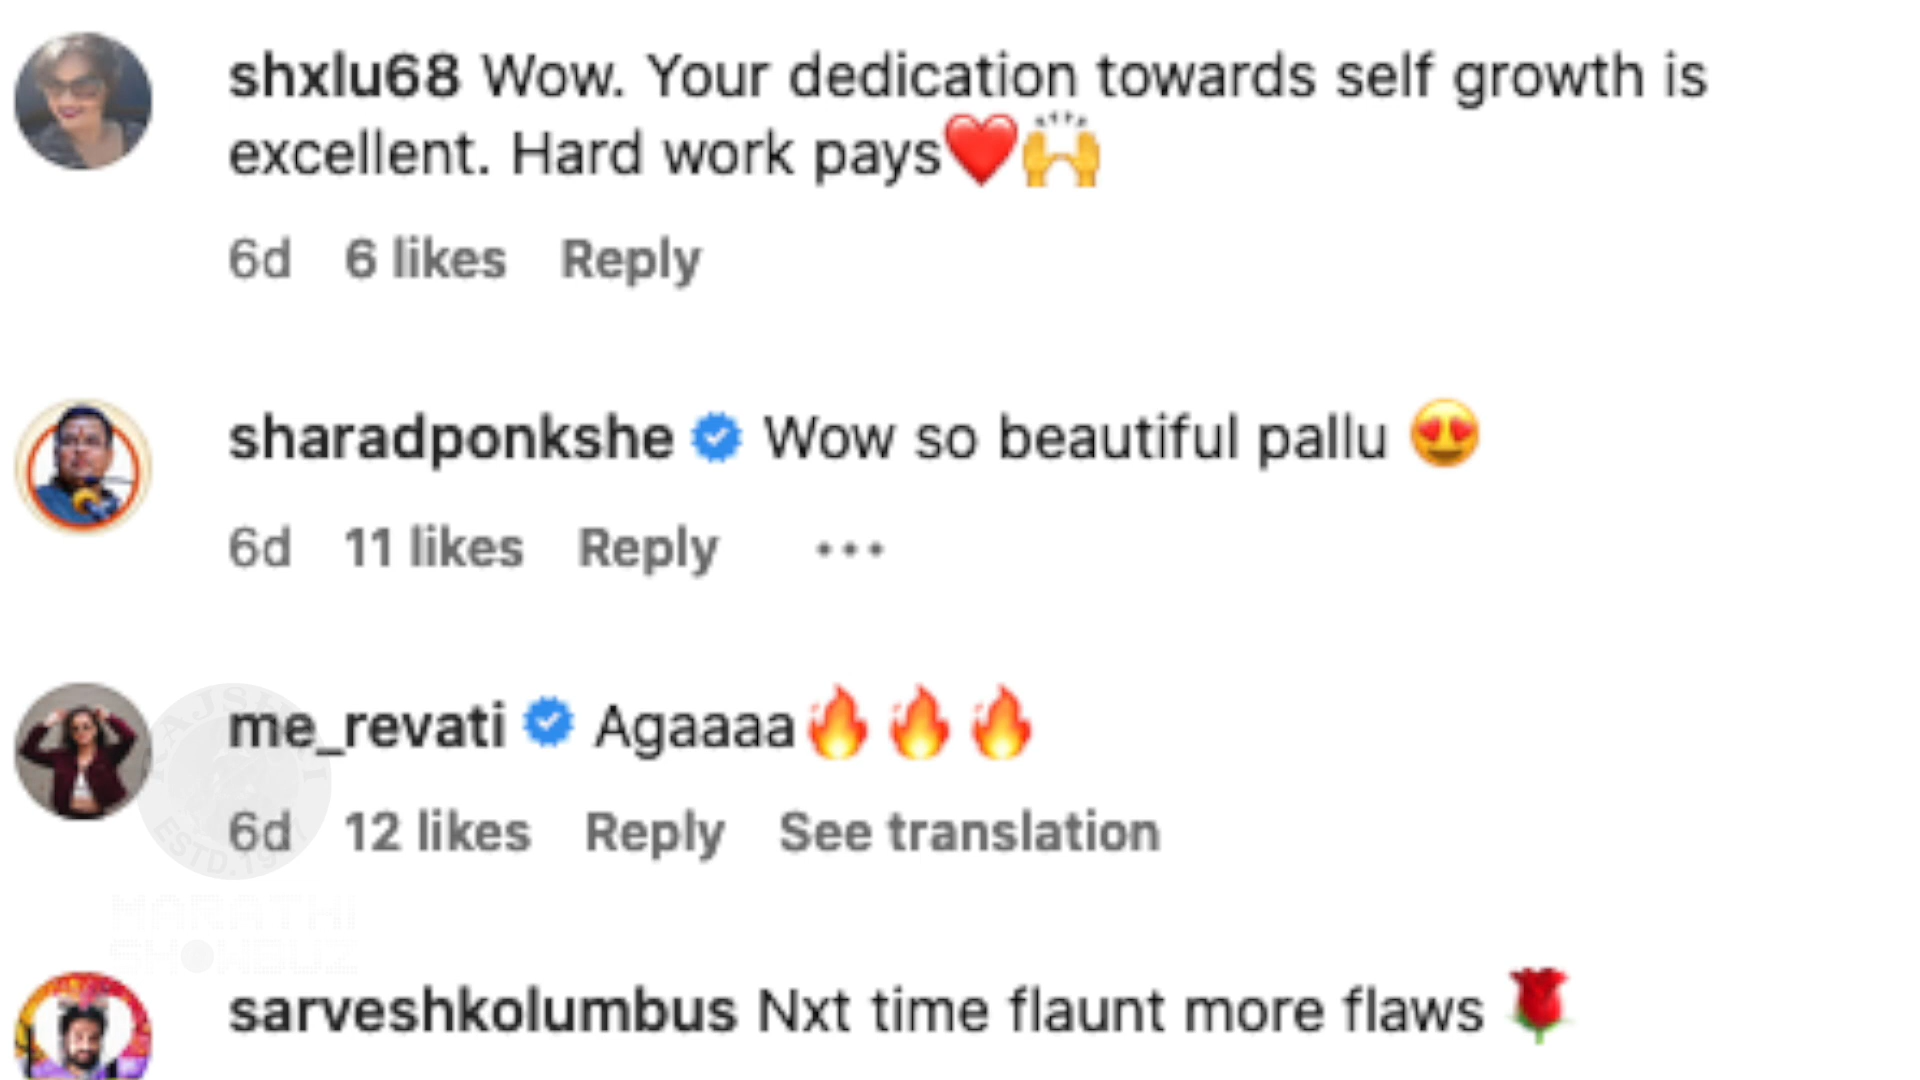 shxlu68 Wow. Your dedication towards self growth is
excellent. Hard work pays❤️🙌
6d 6 likes Reply
sharadponkshe Wow so beautiful pallu 😍
6d 11 likes Reply ...
me_revati Agaaaa🔥🔥🔥
6d 12 likes Reply See translation
MARATHI
SHOWBUZ
sarveshkolumbus Nxt time flaunt more flaws 🌹